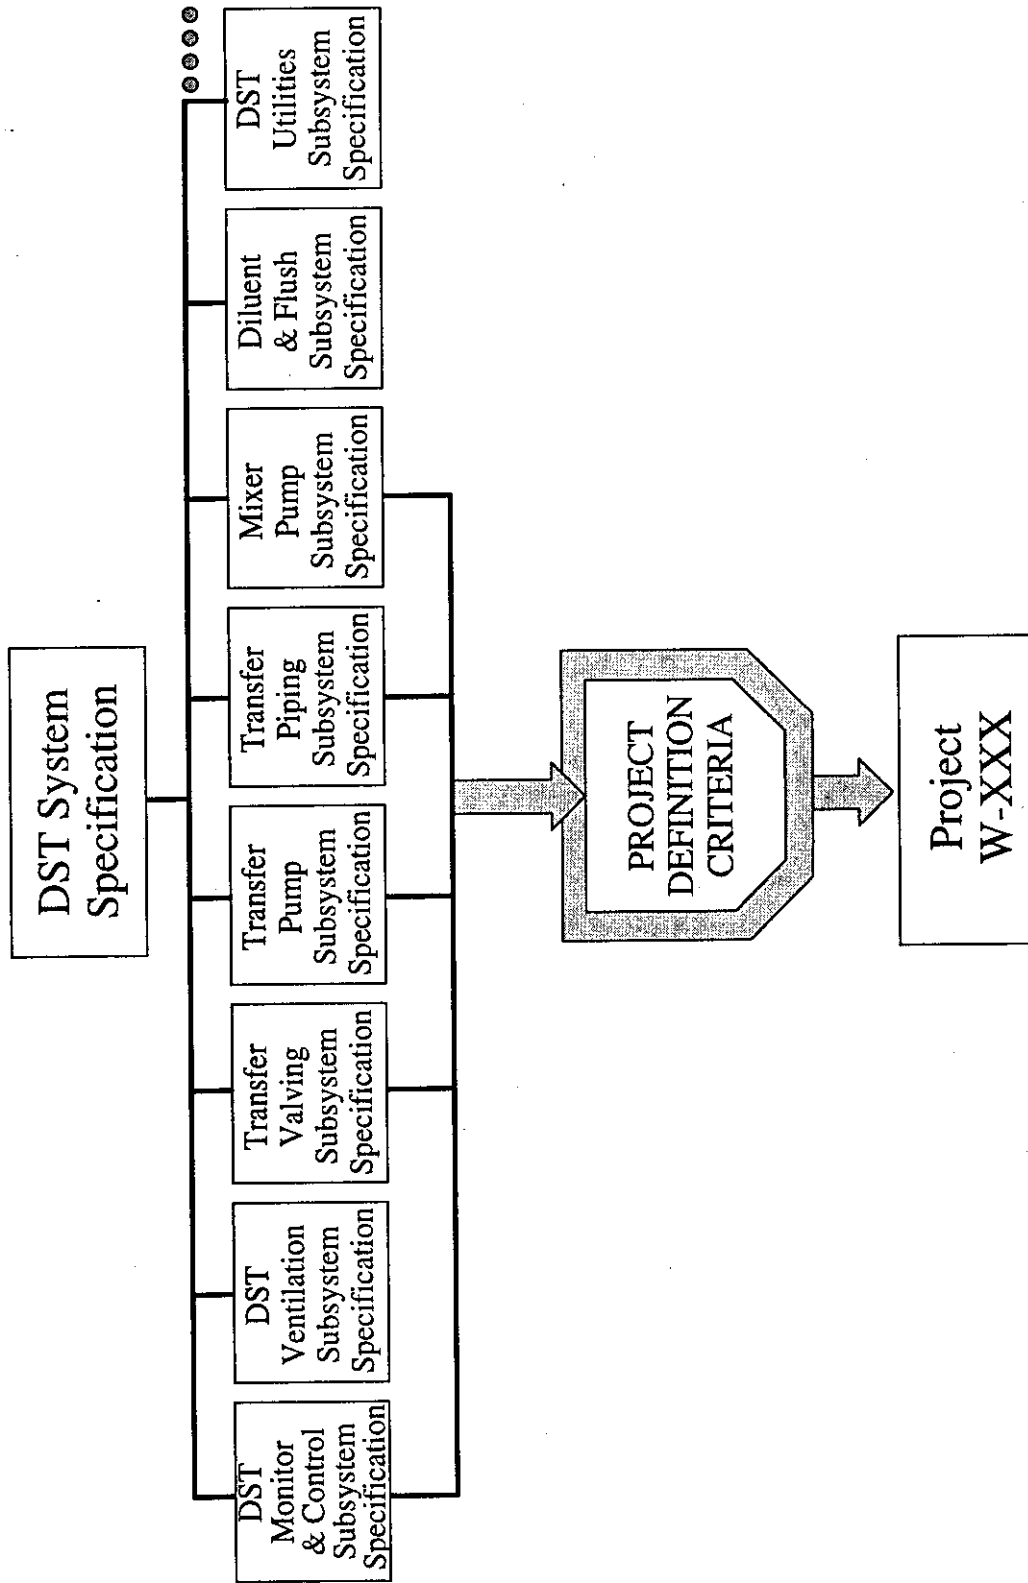 DST System
Specification
DST
Monitor
& Control
Subsystem
Specification
DST
Ventilation
Subsystem
Specification
Transfer
Valving
Subsystem
Specification
Transfer
Pump
Subsystem
Specification
Transfer
Piping
Subsystem
Specification
Mixer
Pump
Subsystem
Specification
Diluent
& Flush
Subsystem
Specification
DST
Utilities
Subsystem
Specification
PROJECT
DEFINITION
CRITERIA
Project
W-XXX